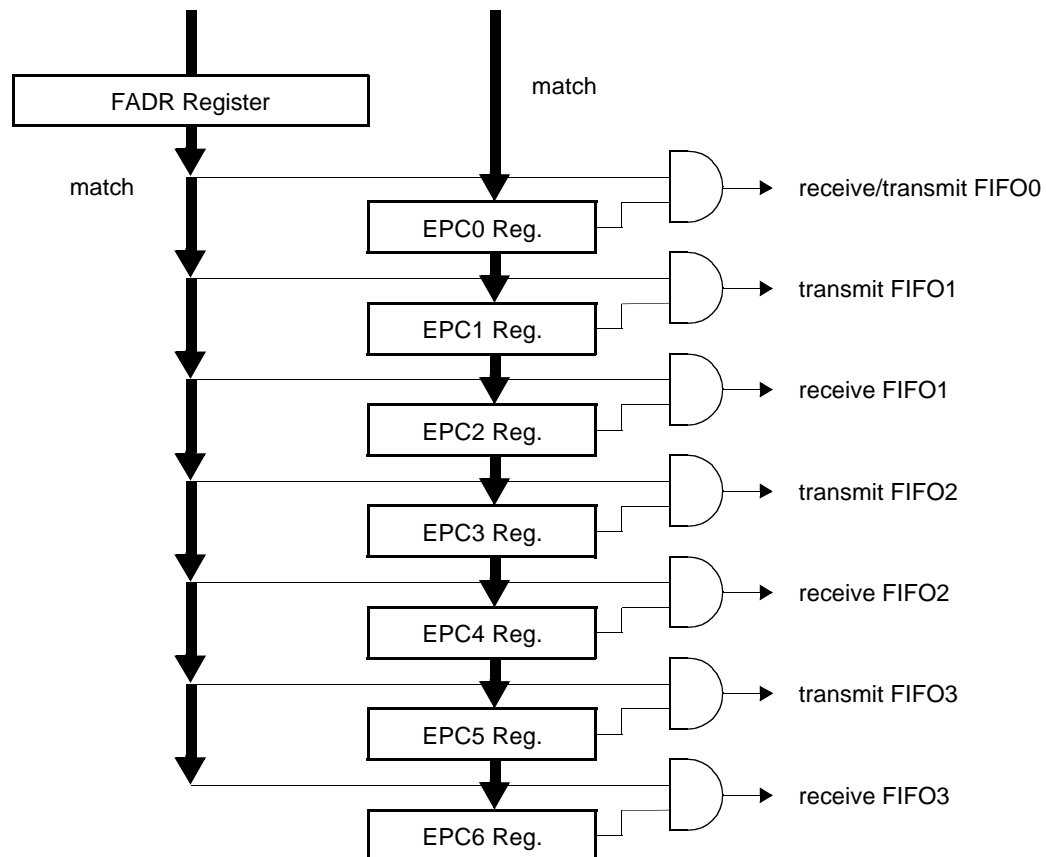 match
FADR Register
match
receive/transmit FIFO0
EPC0 Reg.
transmit FIFO1
EPC1 Reg.
receive FIFO1
EPC2 Reg.
transmit FIFO2
EPC3 Reg.
receive FIFO2
EPC4 Reg.
transmit FIFO3
EPC5 Reg.
receive FIFO3
EPC6 Reg.